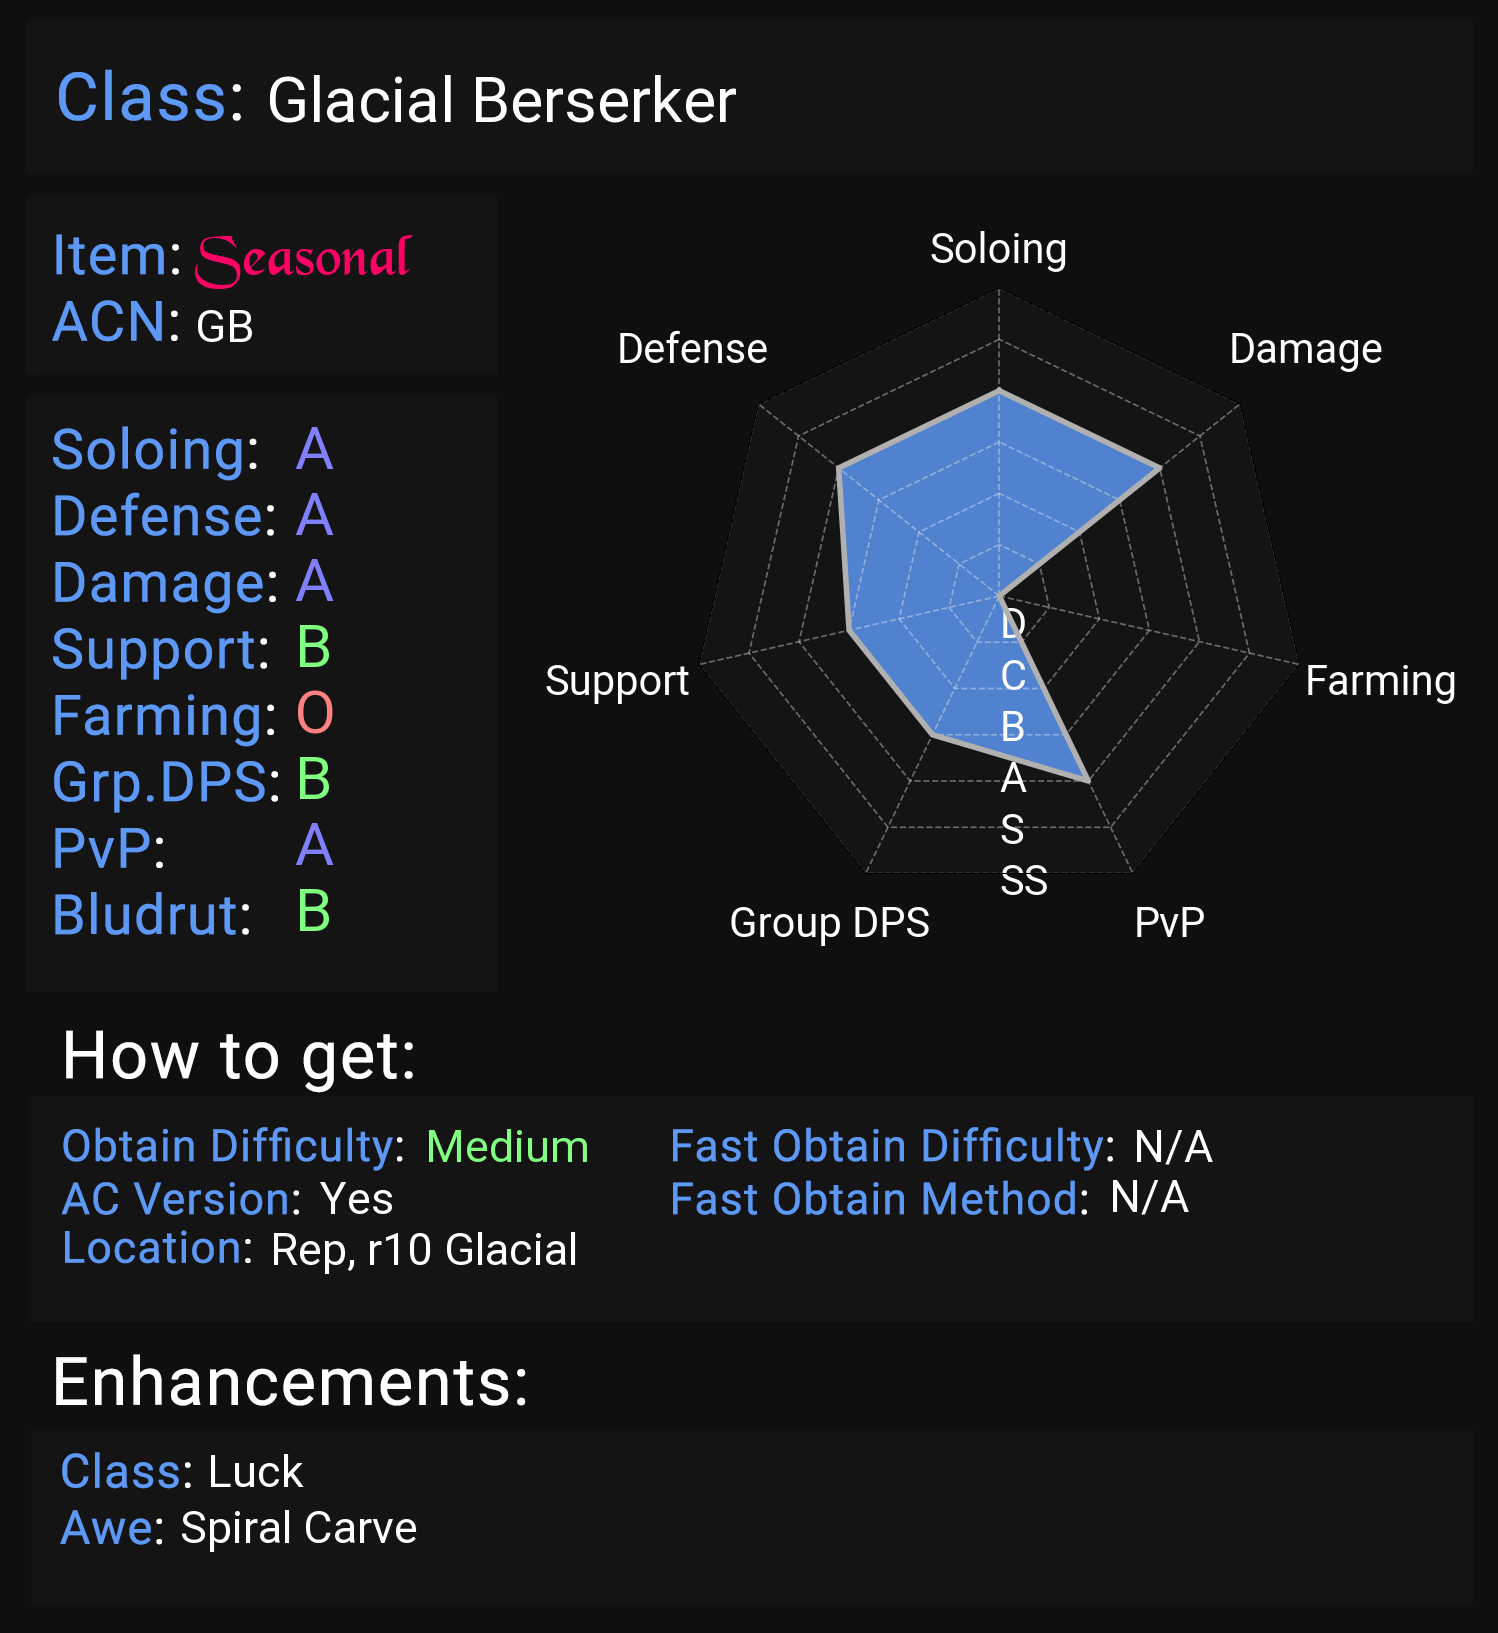 Class: Glacial Berserker
Item: Seasonal
ACN: GB
Soloing: A
Defense: A
Damage: A
Support: B
Farming: O
Grp.DPS: B
PvP: A
Bludrut: B
Soloing
Defense
Damage
Support
Farming
Group DPS
PvP
D
C
B
A
S
SS
How to get:
Obtain Difficulty: Medium
AC Version: Yes
Location: Rep, r10 Glacial
Fast Obtain Difficulty: N/A
Fast Obtain Method: N/A
Enhancements:
Class: Luck
Awe: Spiral Carve